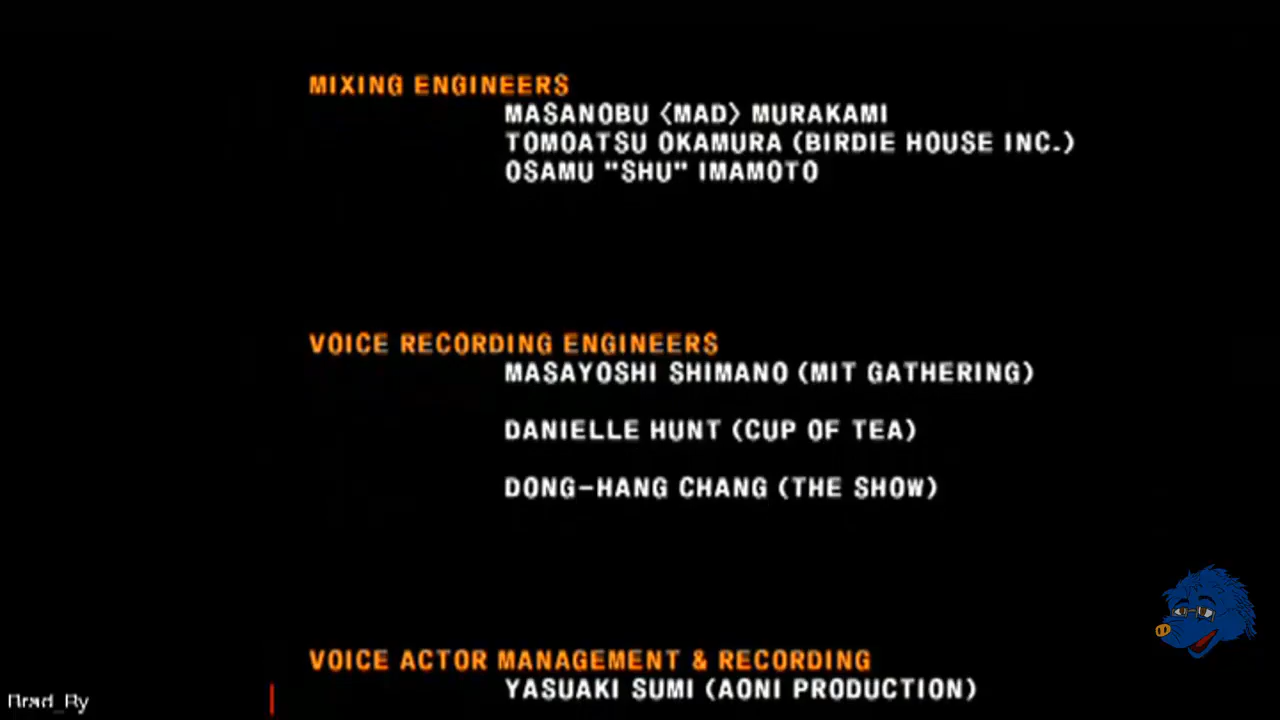 MIXING ENGINEERS
MASANOBU <MAD> MURAKAMI
TOMOATSU OKAMURA (BIRDIE HOUSE INC.)
OSAMU "SHU" IMAMOTO
VOICE RECORDING ENGINEERS
MASAYOSHI SHIMANO (MIT GATHERING)
DANIELLE HUNT (CUP OF TEA)
DONG-HANG CHANG (THE SHOW)
VOICE ACTOR MANAGEMENT & RECORDING
YASUAKI SUMI (AONI PRODUCTION)